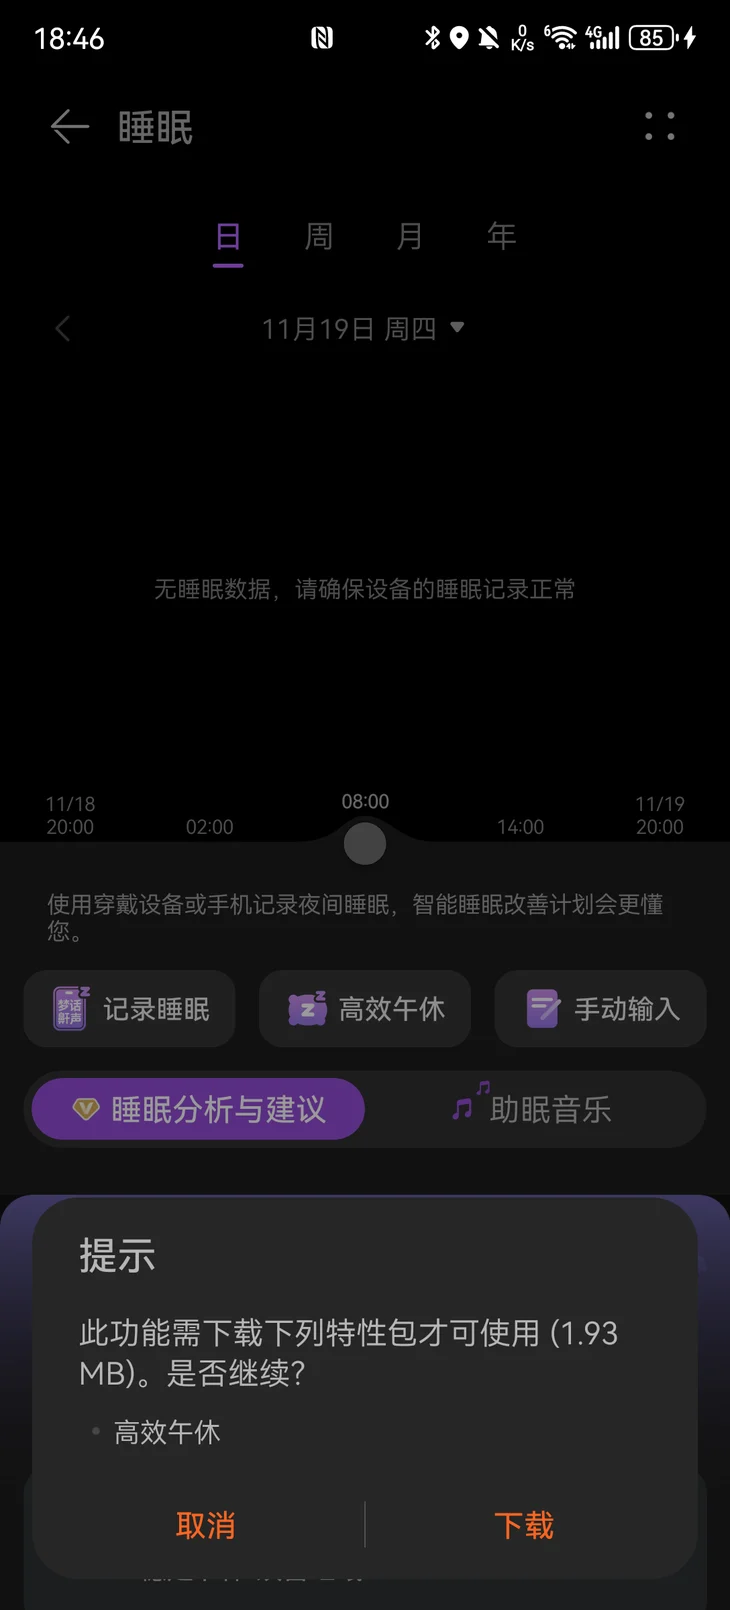 18:46
0 K/s
6
4G
85
睡眠
日 周 月 年
11月19日 周四
无睡眠数据，请确保设备的睡眠记录正常
11/18 20:00
02:00
08:00
14:00
11/19 20:00
使用穿戴设备或手机记录夜间睡眠，智能睡眠改善计划会更懂
您。
梦话 鼾声 记录睡眠
高效午休
手动输入
睡眠分析与建议
助眠音乐
提示
此功能需下载下列特性包才可使用 (1.93
MB)。是否继续？
高效午休
取消
下载